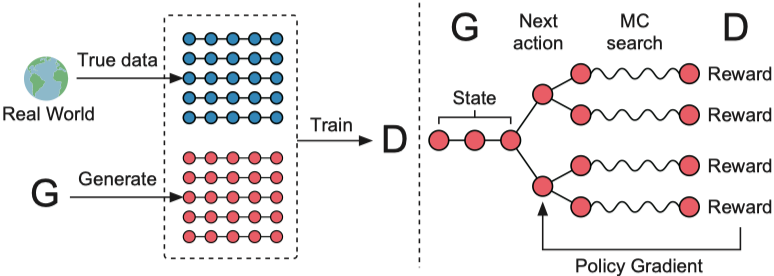 True data
Real World
G
Generate
Train
D
G
Next
action
MC
search
D
State
Reward
Reward
Reward
Reward
Policy Gradient